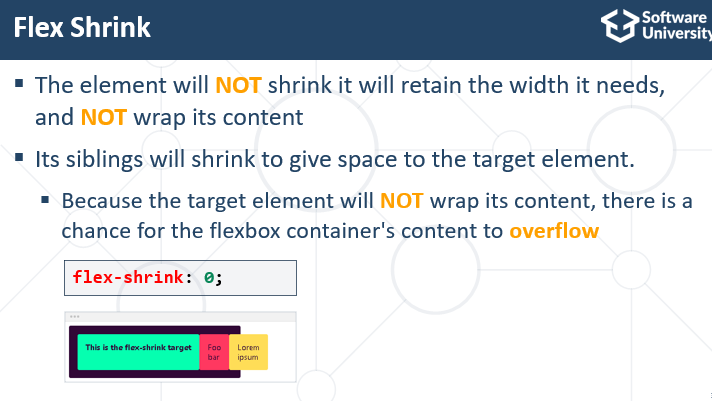 Flex Shrink
Software
University
The element will NOT shrink it will retain the width it needs,
and NOT wrap its content
Its siblings will shrink to give space to the target element.
Because the target element will NOT wrap its content, there is a
chance for the flexbox container's content to overflow
flex-shrink: 0;
This is the flex-shrink target
Foo
bar
Lorem
ipsum